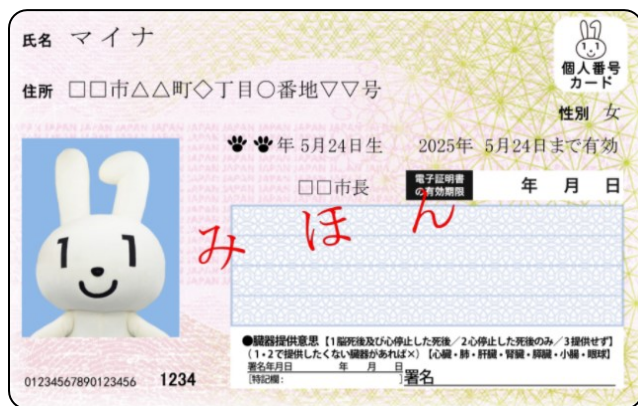 氏名 マイナ
個人番号
カード
住所 □□市△△町◇丁目〇番地▽▽号
性別 女
年 5月24日生 2025年 5月24日まで有効
□□市長 電子証明書
の有効期限 年 月 日
みほん
●臓器提供意思【1脳死後及び心停止した死後／2心停止した死後のみ／3提供せず】
(1・2で提供したくない臓器があれば×)【心臓・肺・肝臓・腎臓・膵臓・小腸・眼球】
署名年月日 年 月 日
[特記欄: ]署名
01234567890123456 1234